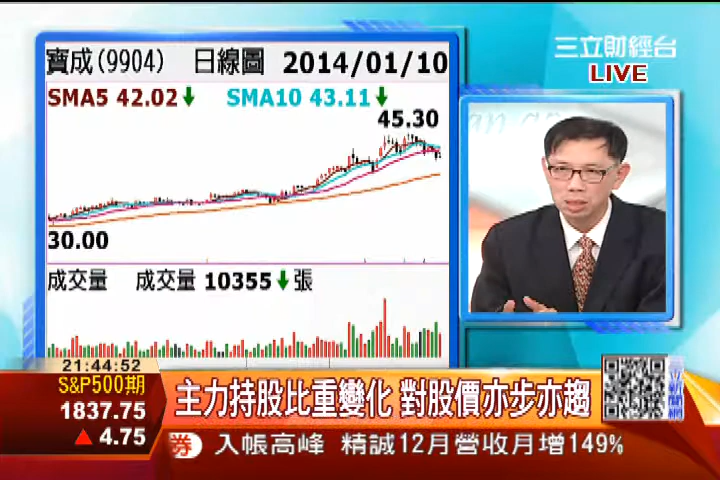 寶成(9904) 日線圖 2014/01/10
SMA5 42.02↓ SMA10 43.11↓
45.30
30.00
成交量 成交量 10355↓張
三立財經台
LIVE
21:44:52
S&P500期
1837.75
▲ 4.75
主力持股比重變化 對股價亦步亦趨
券 入帳高峰 精誠12月營收月增149%